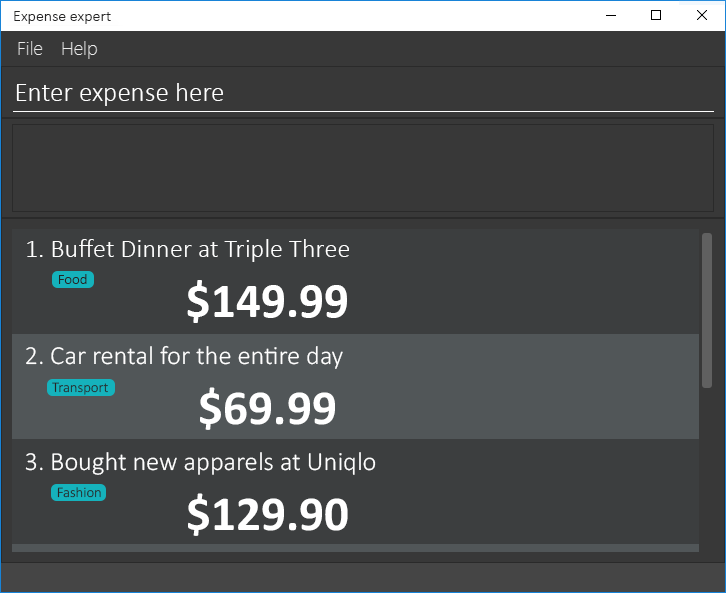 Expense expert
File Help
Enter expense here
1. Buffet Dinner at Triple Three
Food
$149.99
2. Car rental for the entire day
Transport
$69.99
3. Bought new apparels at Uniqlo
Fashion
$129.90